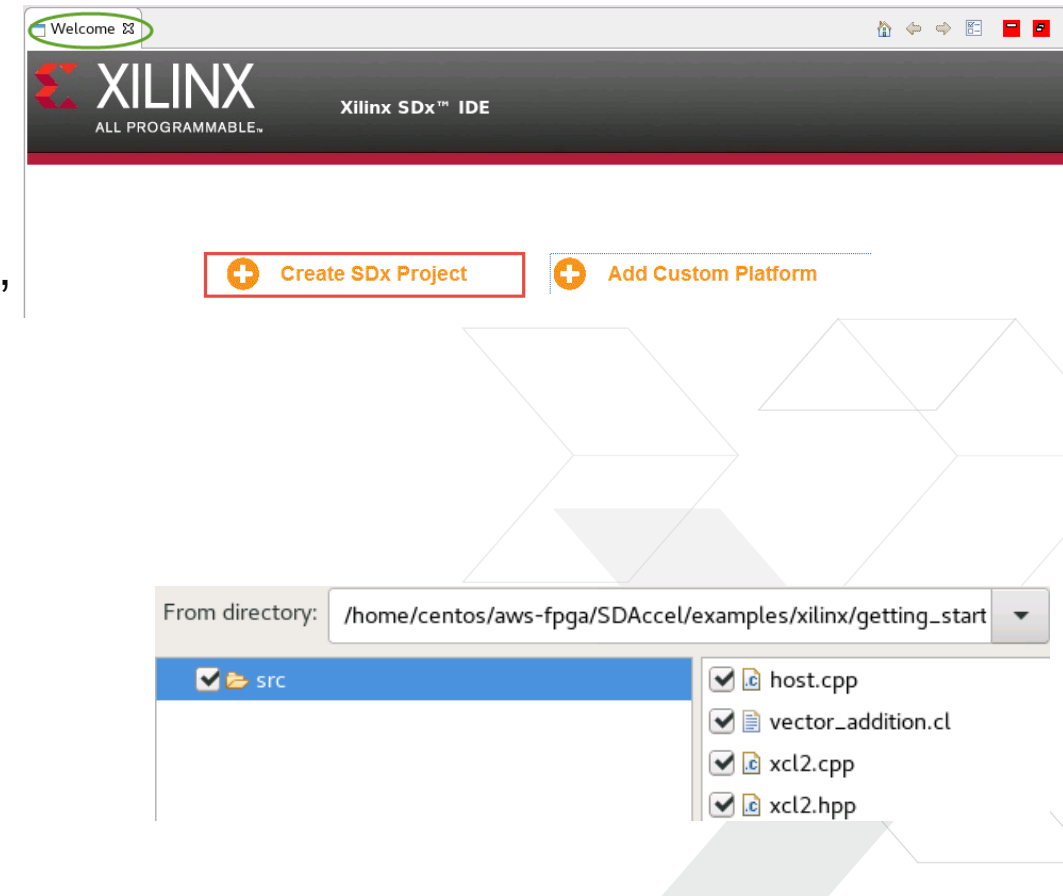 Welcome
XILINX
ALL PROGRAMMABLE™
Xilinx SDx™ IDE
,
Create SDx Project
Add Custom Platform
From directory: /home/centos/aws-fpga/SDAccel/examples/xilinx/getting_start
src
host.cpp
vector_addition.cl
xcl2.cpp
xcl2.hpp